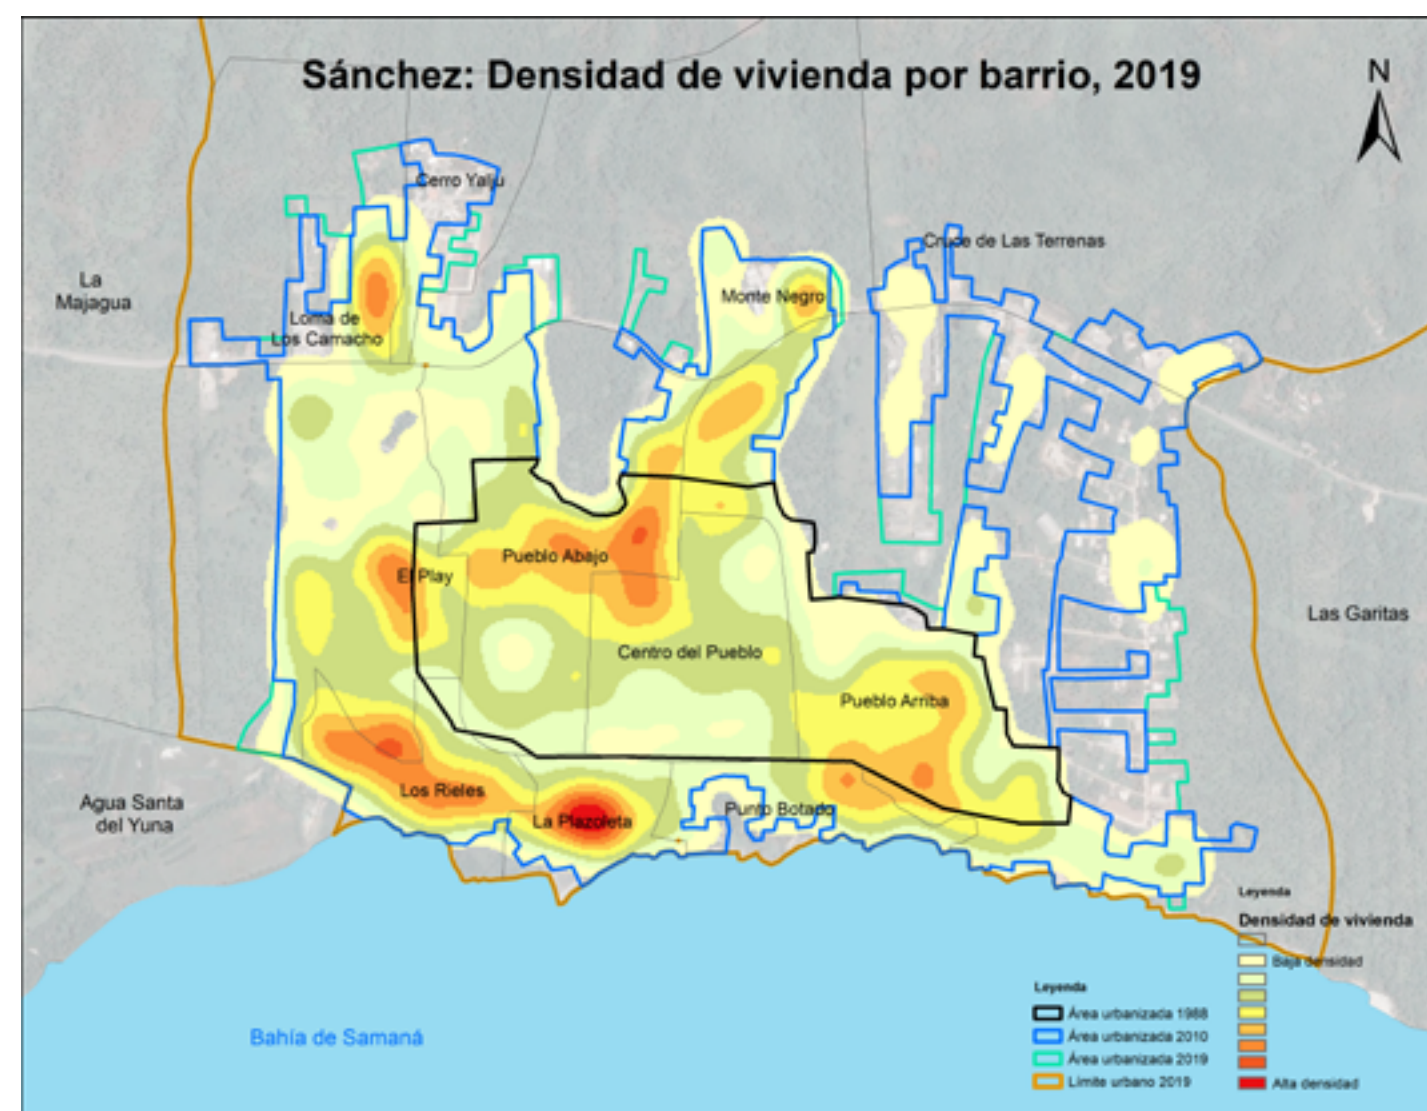 Sánchez: Densidad de vivienda por barrio, 2019
N
Cerro Yalju
Cruce de Las Terrenas
La
Majagua
Monte Negro
Loma de
Los Camacho
Pueblo Abajo
El Play
Las Garitas
Centro del Pueblo
Pueblo Arriba
Los Rieles
Agua Santa
del Yuna
La Plazoleta
Punto Botado
Bahía de Samaná
Leyenda
Área urbanizada 1988
Área urbanizada 2010
Área urbanizada 2019
Límite urbano 2019
Leyenda
Densidad de vivienda
Baja densidad
Alta densidad